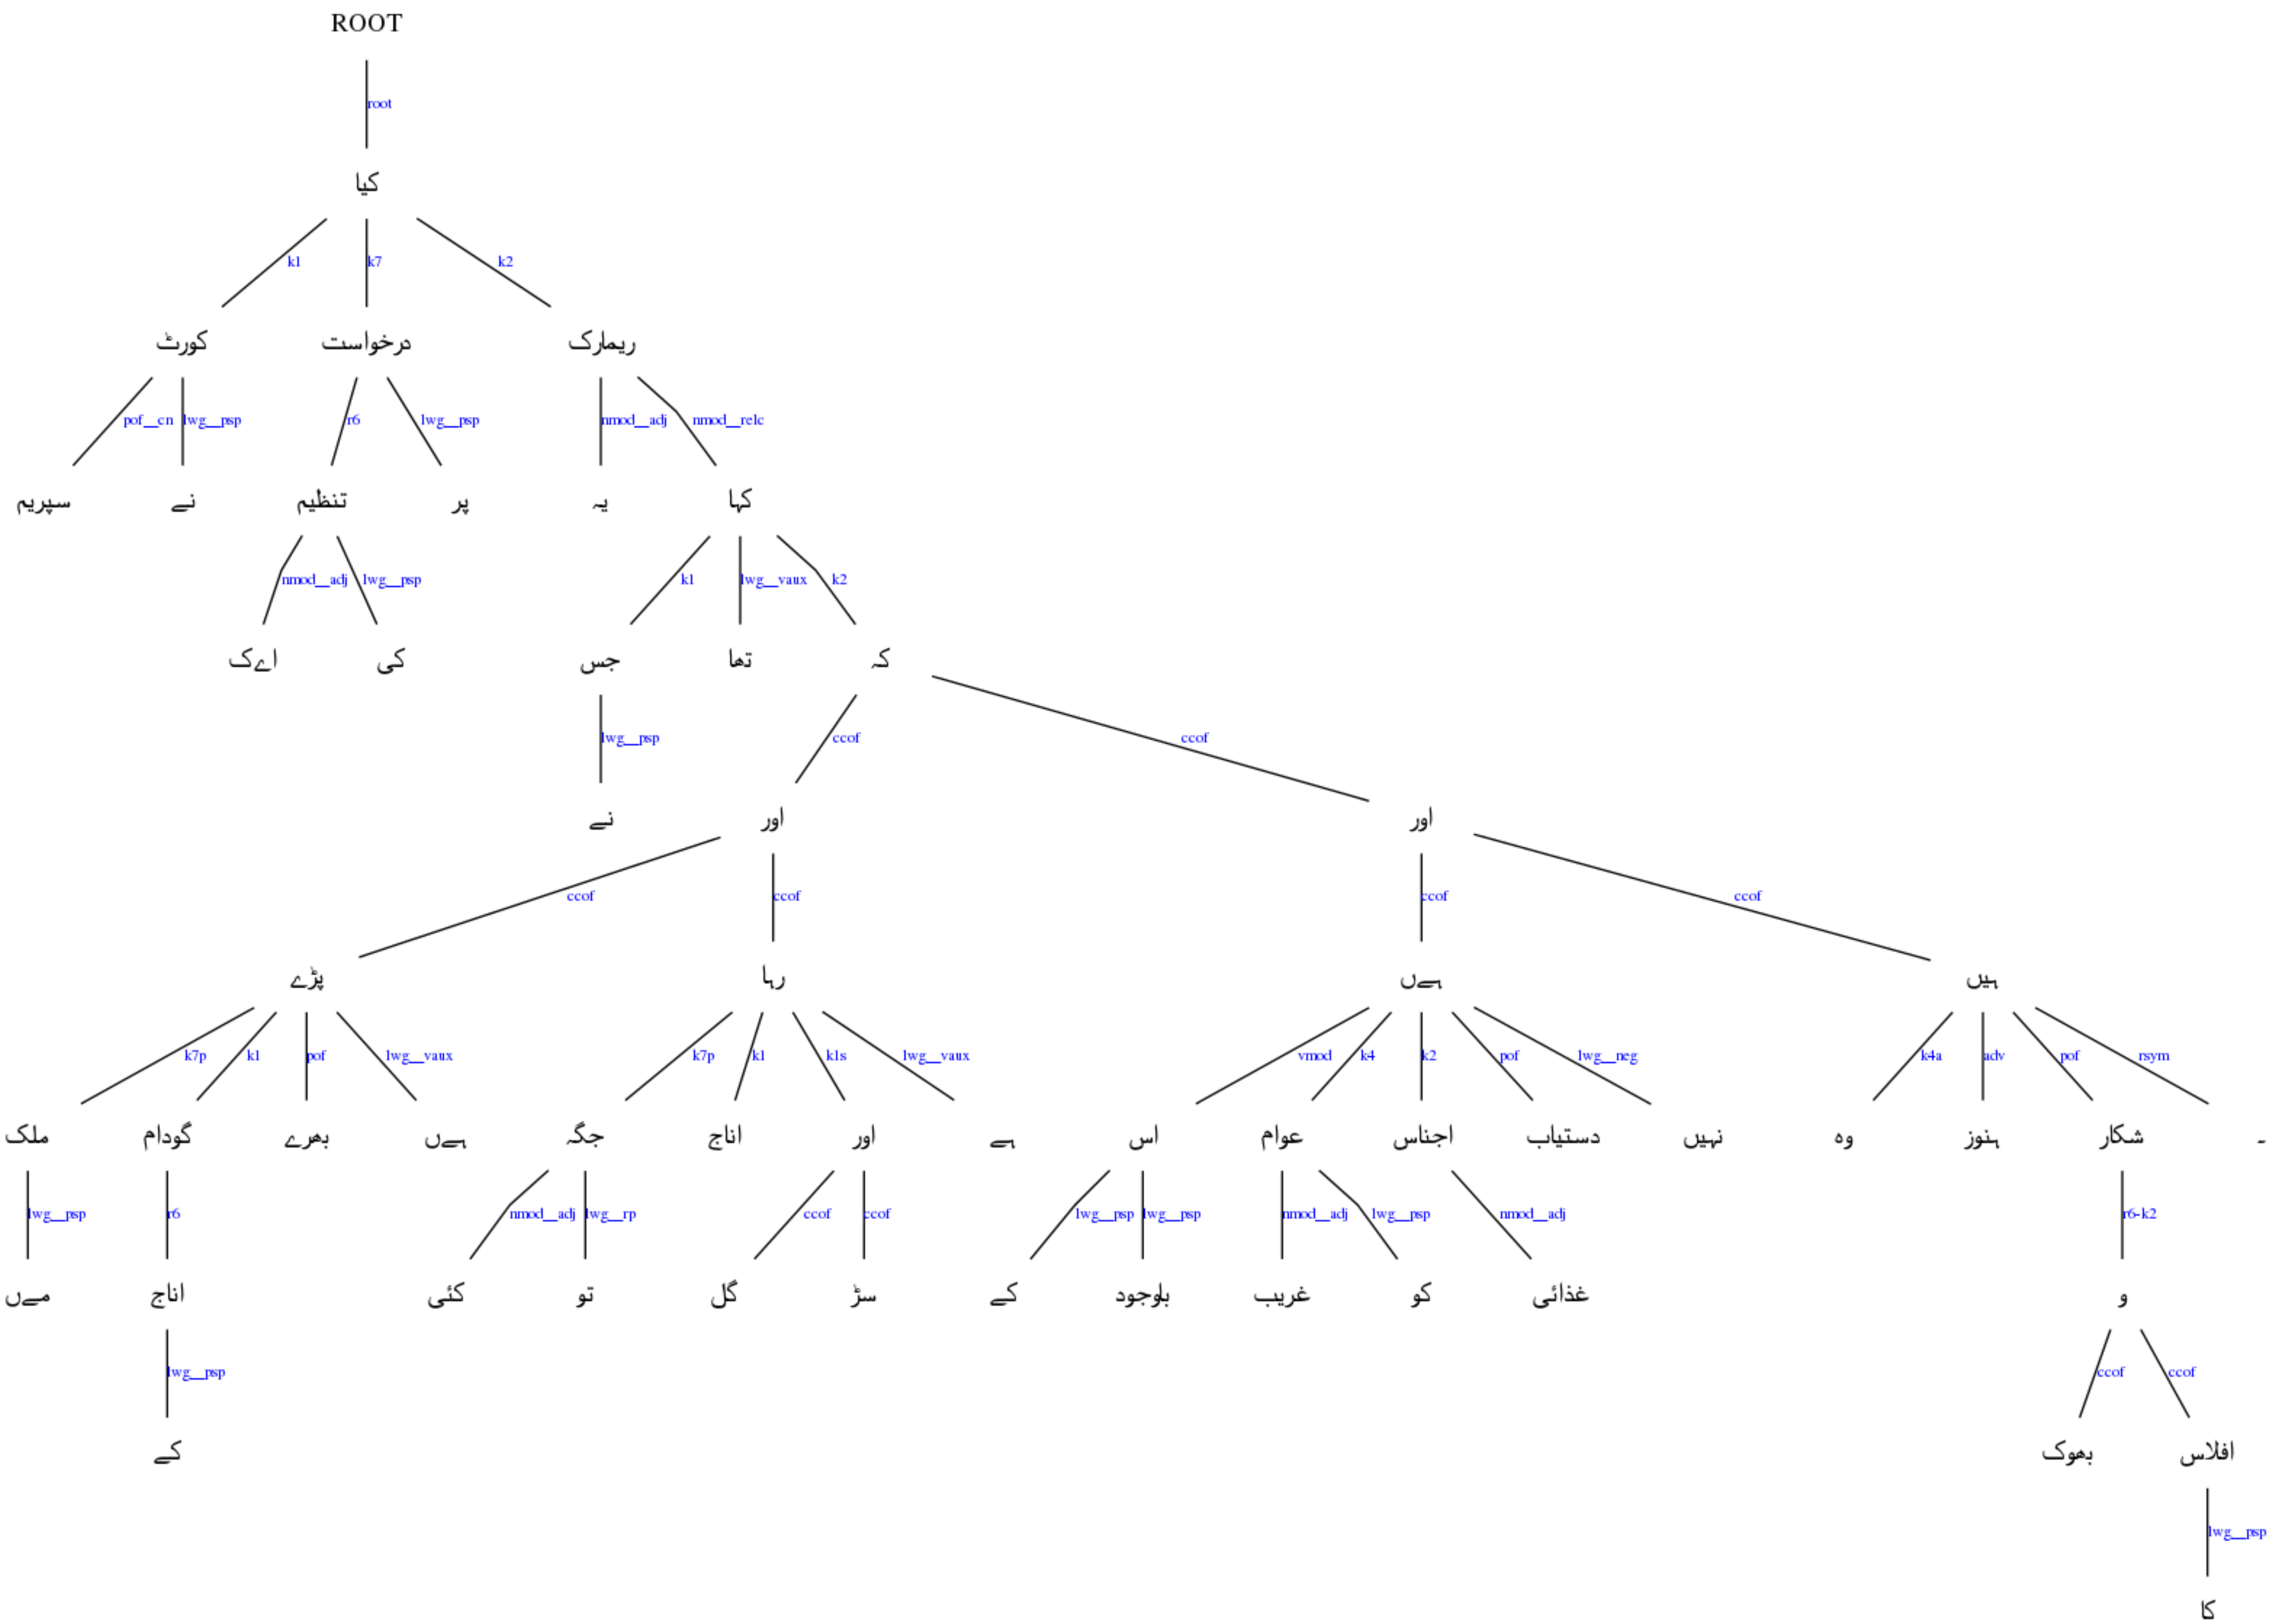 ROOT
root
کیا
k1 k7 k2
کورٹ درخواست ریمارک
pof__cn lwg__psp r6 lwg__psp nmod__adj nmod__relc
سپریم نے تنظیم پر یہ کہا
nmod__adj lwg__psp k1 lwg__vaux k2
اےک کی جس تھا کہ
lwg__psp ccof ccof
نے اور اور
ccof ccof ccof ccof
پڑے رہا ہےں ہیں
k7p k1 pof lwg__vaux k7p k1 k1s lwg__vaux vmod k4 k2 pof lwg__neg k4a adv pof rsym
ملک گودام بھرے ہےں جگہ اناج اور ہے اس عوام اجناس دستیاب نہیں وہ ہنوز شکار ۔
lwg__psp r6 nmod__adj lwg__rp ccof ccof lwg__psp lwg__psp nmod__adj lwg__psp nmod__adj r6-k2
مےں اناج کئی تو گل سڑ کے باوجود غریب کو غذائی و
lwg__psp ccof ccof
کے بھوک افلاس
lwg__psp
کا